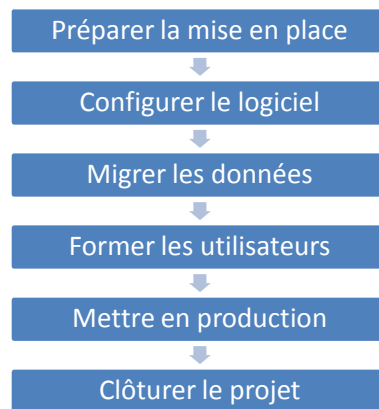 Préparer la mise en place
Configurer le logiciel
Migrer les données
Former les utilisateurs
Mettre en production
Clôturer le projet